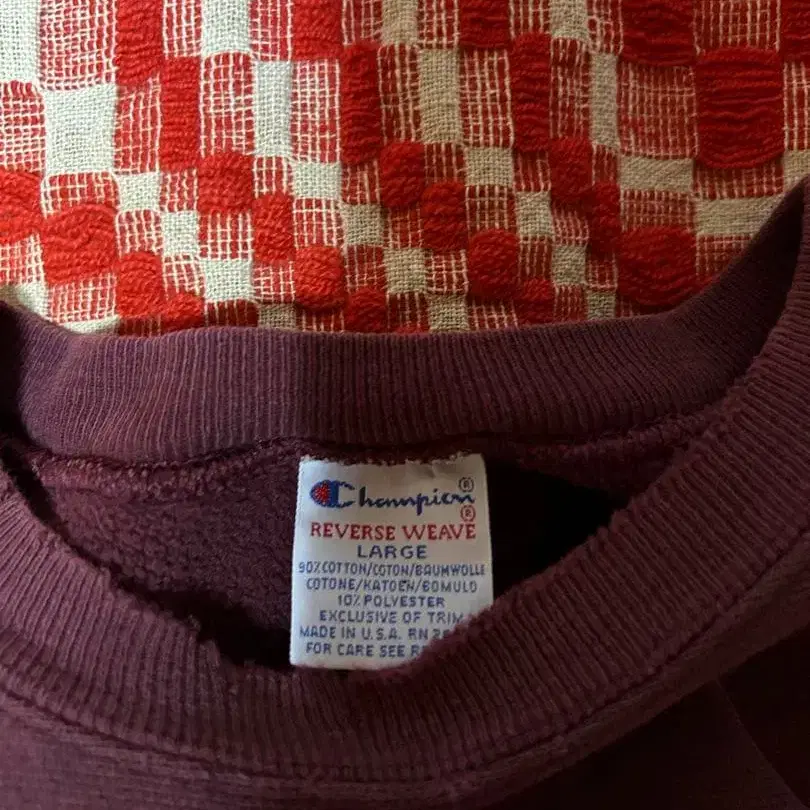 Champion®
®
REVERSE WEAVE
LARGE
90% COTTON/COTON/BAUMWOLLE
COTONE/KATOEN/BOMULD
10% POLYESTER
EXCLUSIVE OF TRIM
MADE IN U.S.A. RN
FOR CARE SEE